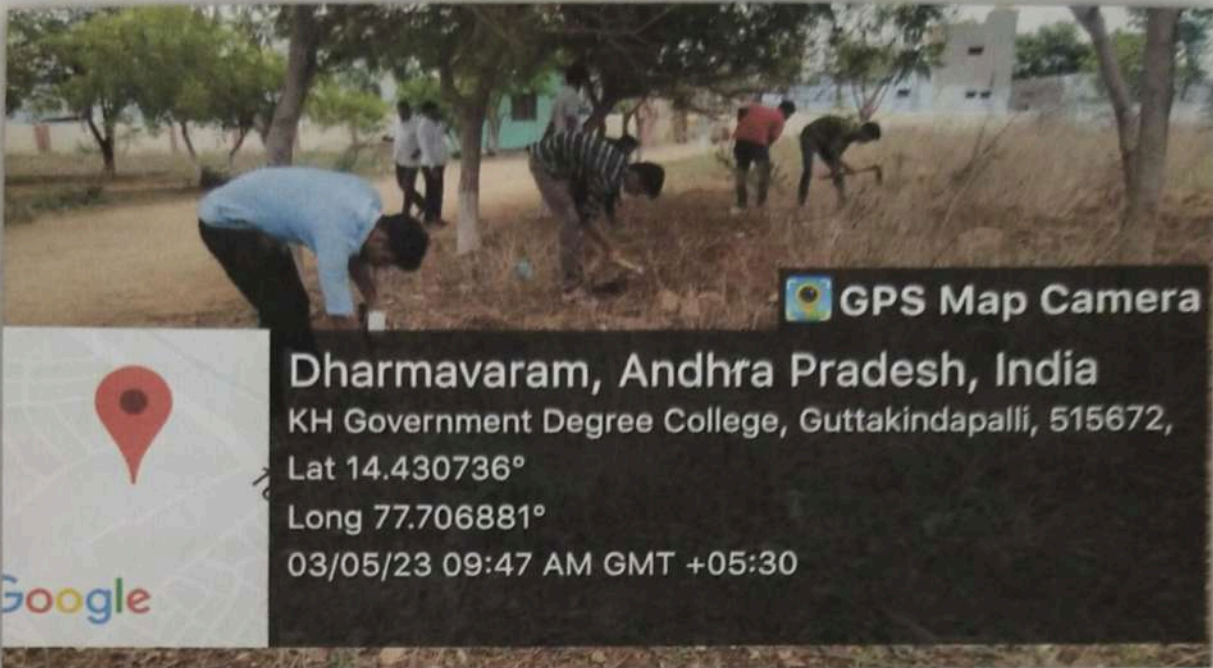 GPS Map Camera
Dharmavaram, Andhra Pradesh, India
KH Government Degree College, Guttakindapalli, 515672,
Lat 14.430736°
Long 77.706881°
03/05/23 09:47 AM GMT +05:30
Google